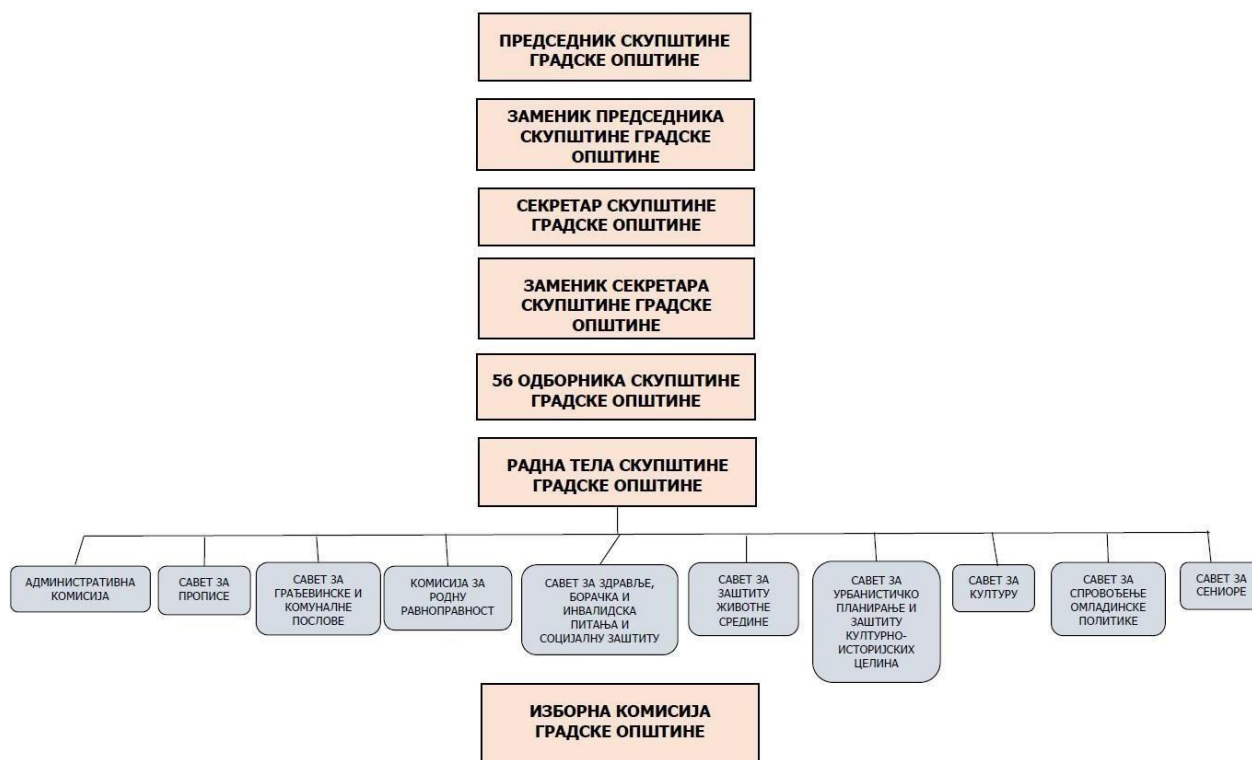 ПРЕДСЕДНИК СКУПШТИНЕ
ГРАДСКЕ ОПШТИНЕ
ЗАМЕНИК ПРЕДСЕДНИКА
СКУПШТИНЕ ГРАДСКЕ
ОПШТИНЕ
СЕКРЕТАР СКУПШТИНЕ
ГРАДСКЕ ОПШТИНЕ
ЗАМЕНИК СЕКРЕТАРА
СКУПШТИНЕ ГРАДСКЕ
ОПШТИНЕ
56 ОДБОРНИКА СКУПШТИНЕ
ГРАДСКЕ ОПШТИНЕ
РАДНА ТЕЛА СКУПШТИНЕ
ГРАДСКЕ ОПШТИНЕ
АДМИНИСТРАТИВНА
КОМИСИЈА
САВЕТ ЗА
ПРОПИСЕ
САВЕТ ЗА
ГРАЂЕВИНСКЕ И
КОМУНАЛНЕ
ПОСЛОВЕ
КОМИСИЈА ЗА
РОДНУ
РАВНОПРАВНОСТ
САВЕТ ЗА ЗДРАВЉЕ,
БОРАЧКА И
ИНВАЛИДСКА
ПИТАЊА И
СОЦИЈАЛНУ ЗАШТИТУ
САВЕТ ЗА
ЗАШТИТУ
ЖИВОТНЕ
СРЕДИНЕ
САВЕТ ЗА
УРБАНИСТИЧКО
ПЛАНИРАЊЕ И
ЗАШТИТУ
КУЛТУРНО-
ИСТОРИЈСКИХ
ЦЕЛИНА
САВЕТ ЗА
КУЛТУРУ
САВЕТ ЗА
СПРОВОЂЕЊЕ
ОМЛАДИНСКЕ
ПОЛИТИКЕ
САВЕТ ЗА
СЕНИОРЕ
ИЗБОРНА КОМИСИЈА
ГРАДСКЕ ОПШТИНЕ